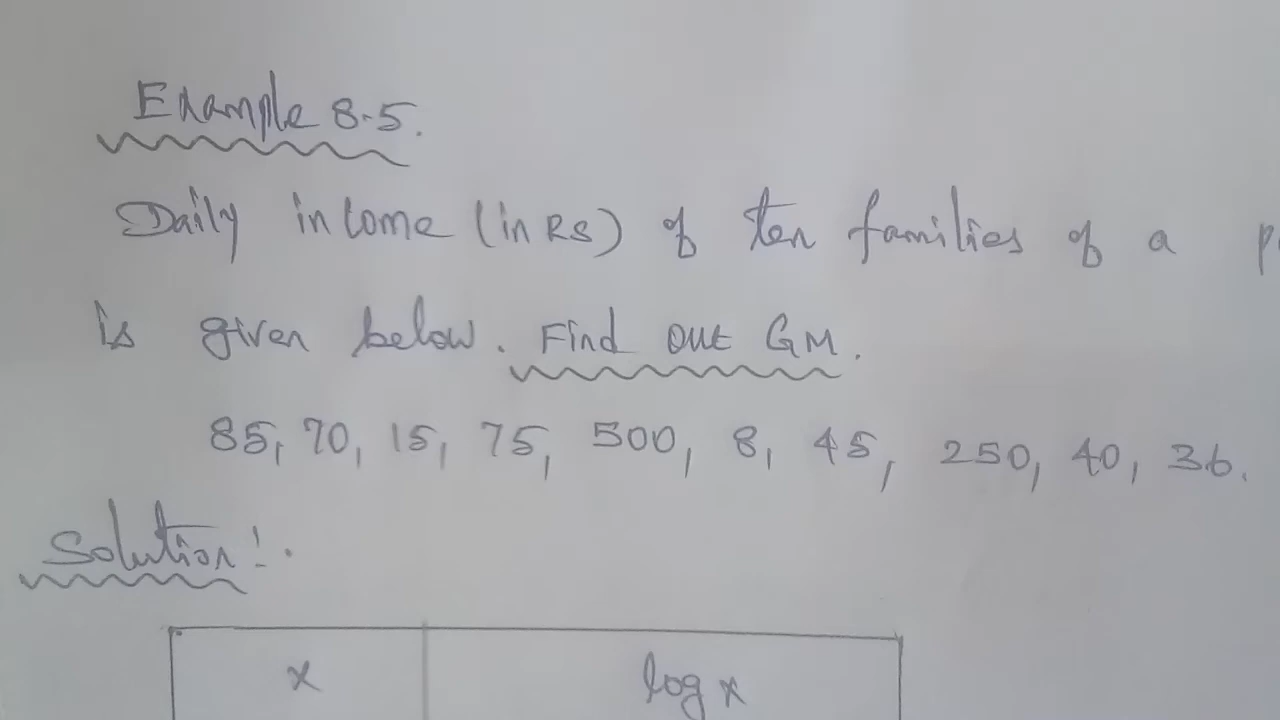 Example 8.5.
Daily income (in RS) of ten families of a
is given below. Find out GM.
85, 70, 15, 75, 500, 8, 45, 250, 40, 36.
Solution:.
x log x